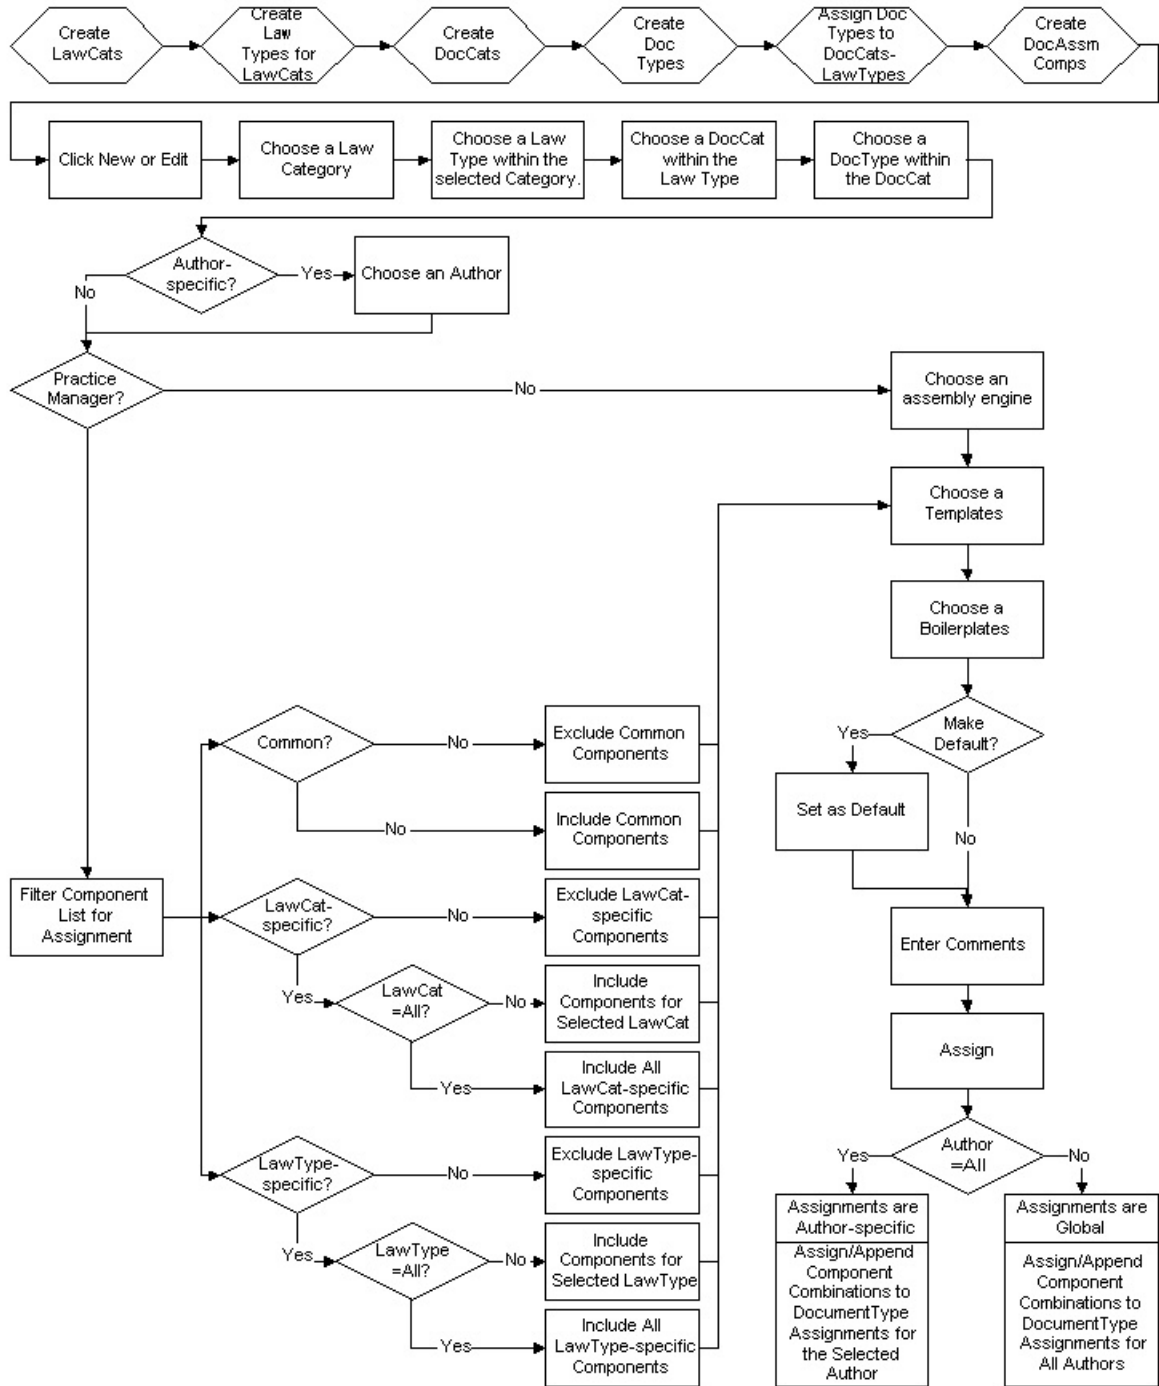 Create
LawCats
Create
Law
Types for
LawCats
Create
DocCats
Create
Doc
Types
Assign Doc
Types to
DocCats-
LawTypes
Create
DocAssm
Comps
Click New or Edit
Choose a Law
Category
Choose a Law
Type within the
selected Category.
Choose a DocCat
within the
Law Type
Choose a
DocType within
the DocCat
Author-
specific?
Yes
Choose an Author
No
Practice
Manager?
No
Choose an
assembly engine
Choose a
Templates
Choose a
Boilerplates
Make
Default?
Yes
Set as Default
No
Common?
No
Exclude Common
Components
No
Include Common
Components
Filter Component
List for
Assignment
LawCat-
specific?
No
Exclude LawCat-
specific
Components
Yes
LawCat
=All?
No
Include
Components for
Selected LawCat
Yes
Include All
LawCat-specific
Components
LawType-
specific?
No
Exclude LawType-
specific
Components
Yes
LawType
=All?
No
Include
Components for
Selected LawType
Yes
Include All
LawType-specific
Components
Enter Comments
Assign
Author
=All
Yes
No
Assignments are
Author-specific
Assign/Append
Component
Combinations to
DocumentType
Assignments for
the Selected
Author
Assignments are
Global
Assign/Append
Component
Combinations to
DocumentType
Assignments for
All Authors